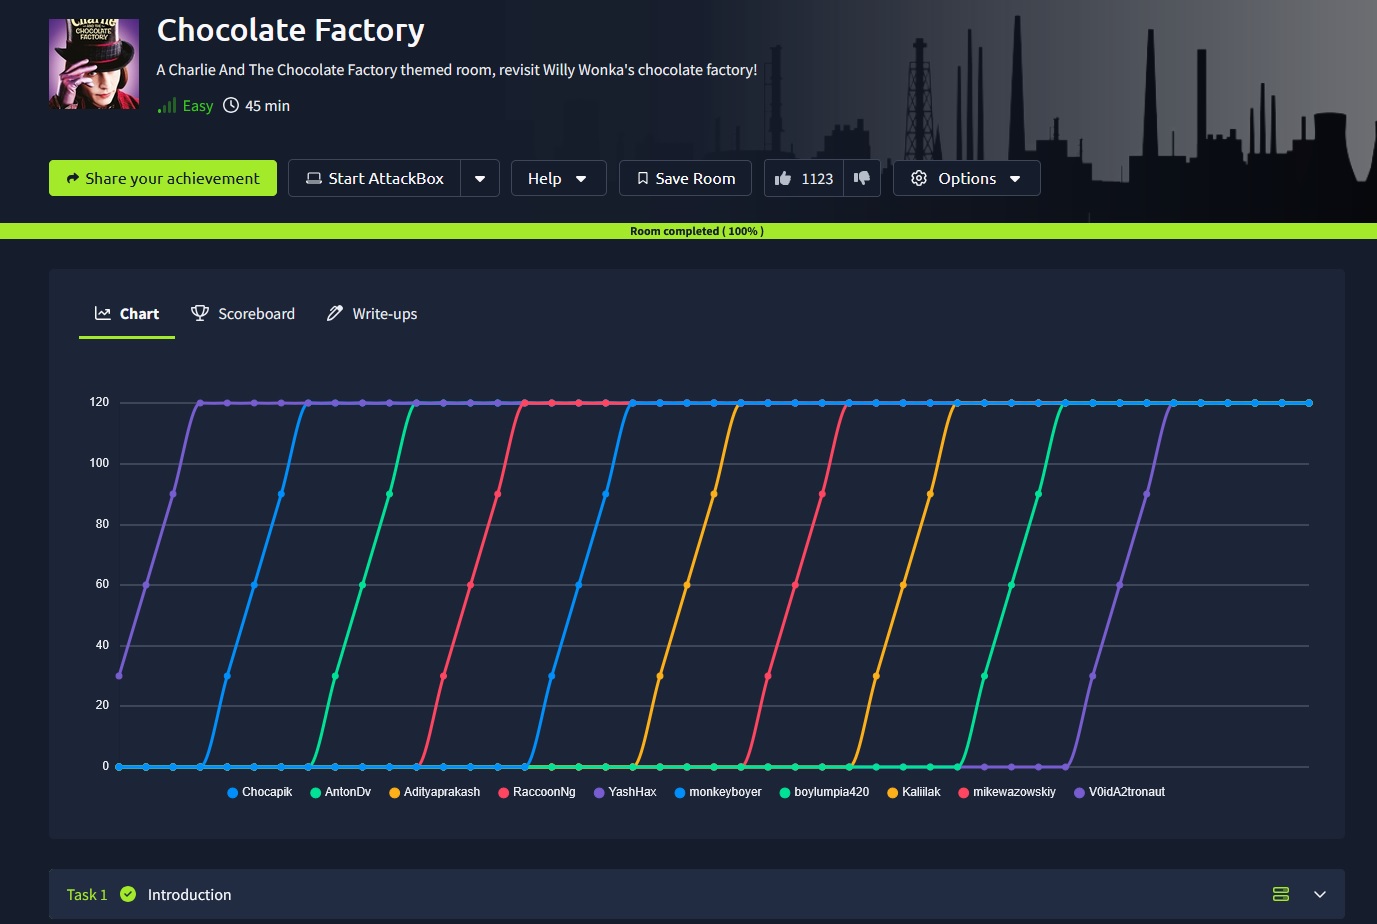 CHARLIE
AND THE
CHOCOLATE
FACTORY
Chocolate Factory
A Charlie And The Chocolate Factory themed room, revisit Willy Wonka's chocolate factory!
Easy 45 min
Share your achievement Start AttackBox Help Save Room 1123 Options
Room completed ( 100% )
Chart Scoreboard Write-ups
120
100
80
60
40
20
0
Chocapik AntonDv Adityaprakash RaccoonNg YashHax monkeyboyer boylumpia420 Kaliilak mikewazowskiy V0idA2tronaut
Task 1 Introduction